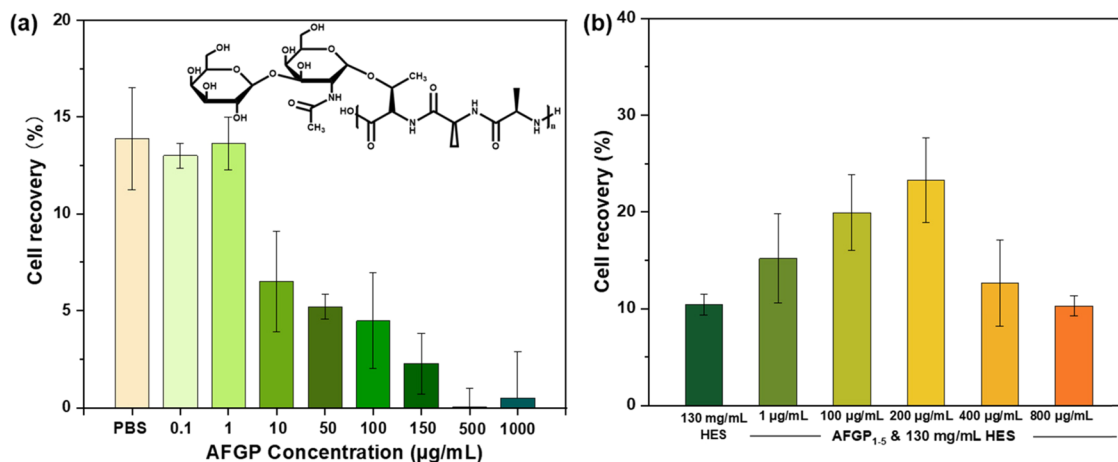 (a)
20
15
10
5
0
Cell recovery (%)
OH
OH
OH
O
OH
O
OH
OH
O
O
O
NH
O
CH3
CH3
HO
O
N
H
O
H
N
O
N
H
H
n
PBS 0.1 1 10 50 100 150 500 1000
AFGP Concentration (µg/mL)
(b)
40
30
20
10
0
Cell recovery (%)
130 mg/mL 1 µg/mL 100 µg/mL 200 µg/mL 400 µg/mL 800 µg/mL
HES AFGP1-5 & 130 mg/mL HES